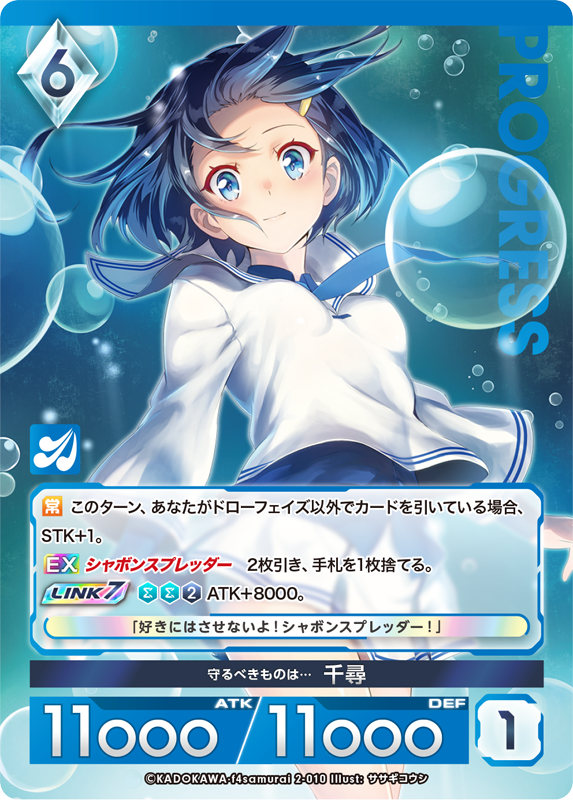 6
PROGRESS
常 このターン、あなたがドローフェイズ以外でカードを引いている場合、
STK+1。
EX シャボンスプレッダー 2枚引き、手札を1枚捨てる。
LINK 7 Σ Σ 2 ATK+8000。
「好きにはさせないよ！シャボンスプレッダー！」
守るべきものは… 千尋
ATK DEF
11000 11000 1
©KADOKAWA-f4samurai 2-010 Illust: ササギコウシ